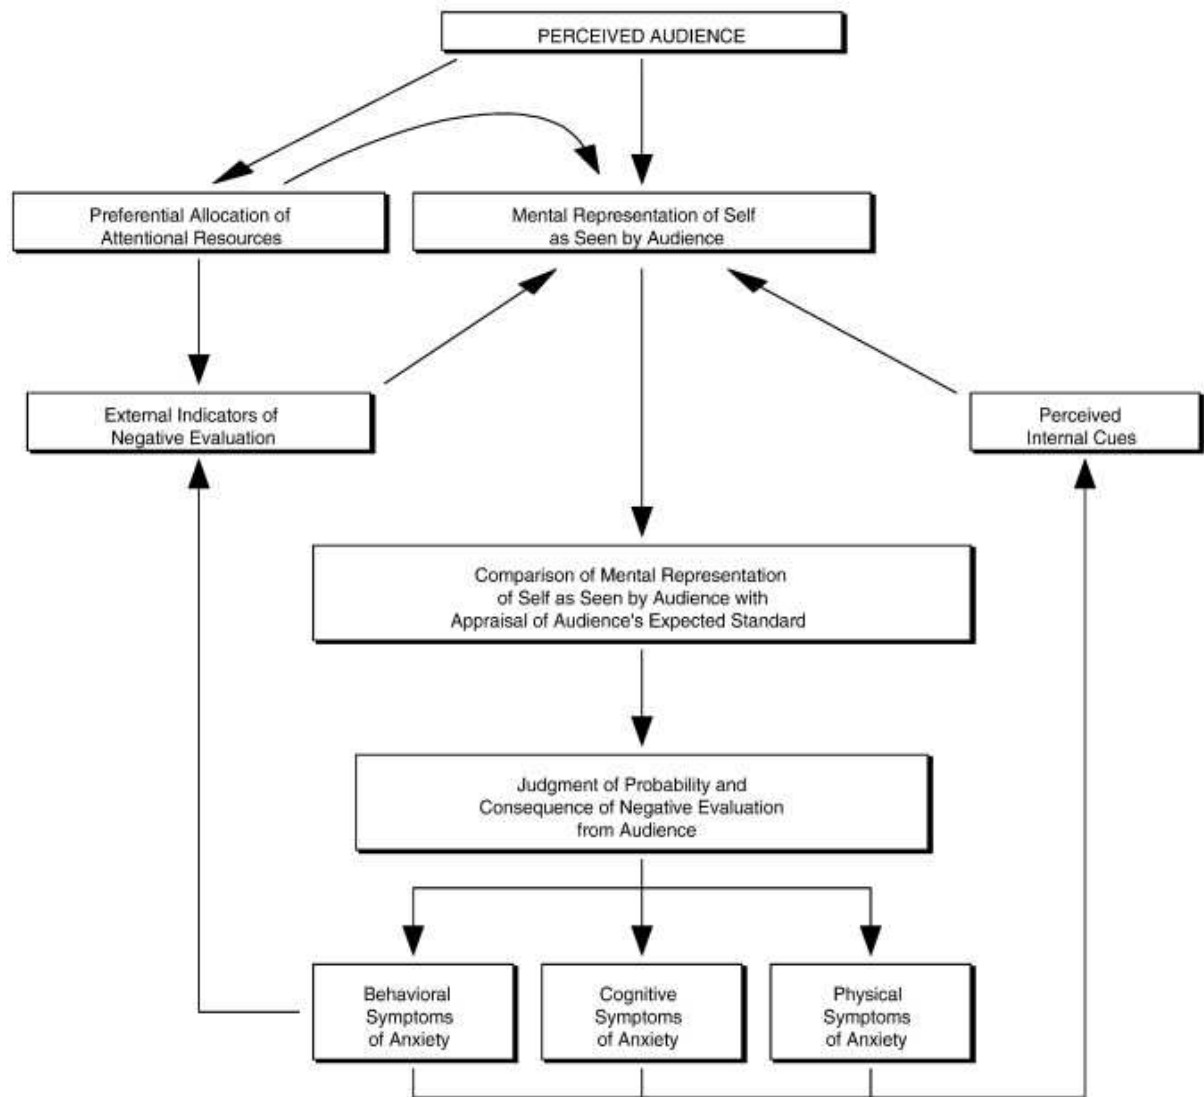 PERCEIVED AUDIENCE
Preferential Allocation of
Attentional Resources
Mental Representation of Self
as Seen by Audience
External Indicators of
Negative Evaluation
Perceived
Internal Cues
Comparison of Mental Representation
of Self as Seen by Audience with
Appraisal of Audience's Expected Standard
Judgment of Probability and
Consequence of Negative Evaluation
from Audience
Behavioral
Symptoms
of Anxiety
Cognitive
Symptoms
of Anxiety
Physical
Symptoms
of Anxiety